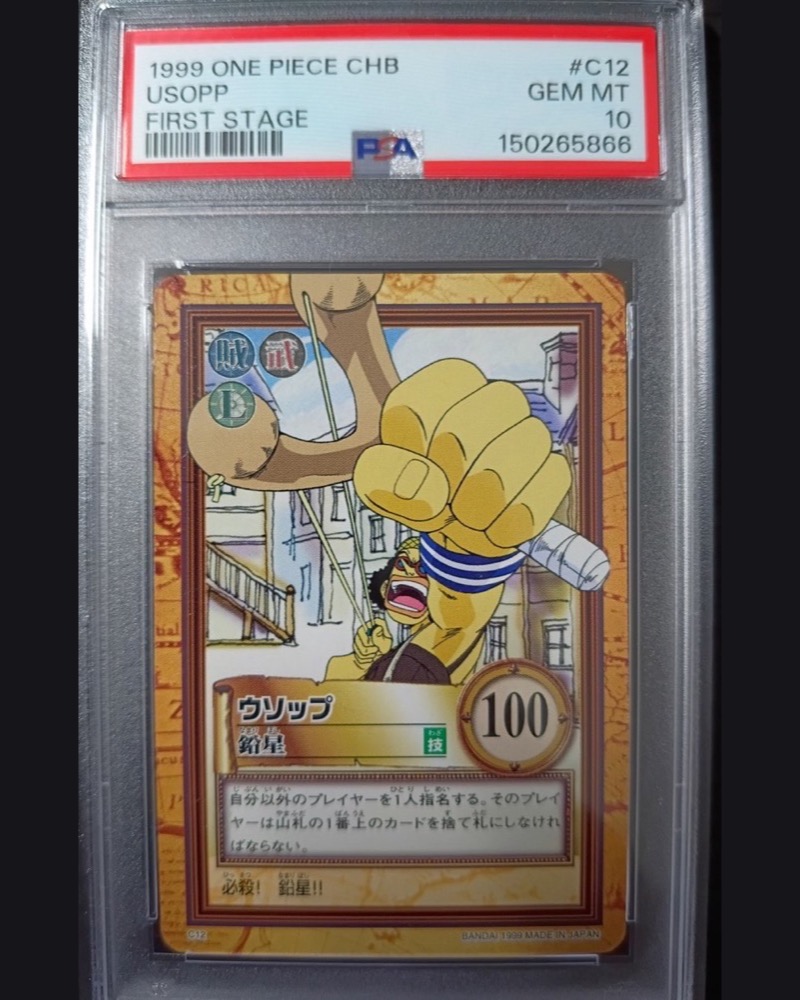 1999 ONE PIECE CHB #C12
USOPP GEM MT
FIRST STAGE 10
PSA 150265866
賊 武
E
ウソップ
鉛星 技
100
自分以外のプレイヤーを1人指名する。そのプレイ
ヤーは山札の1番上のカードを捨て札にしなけれ
ばならない。
必殺! 鉛星!!
C12 BANDAI 1999 MADE IN JAPAN